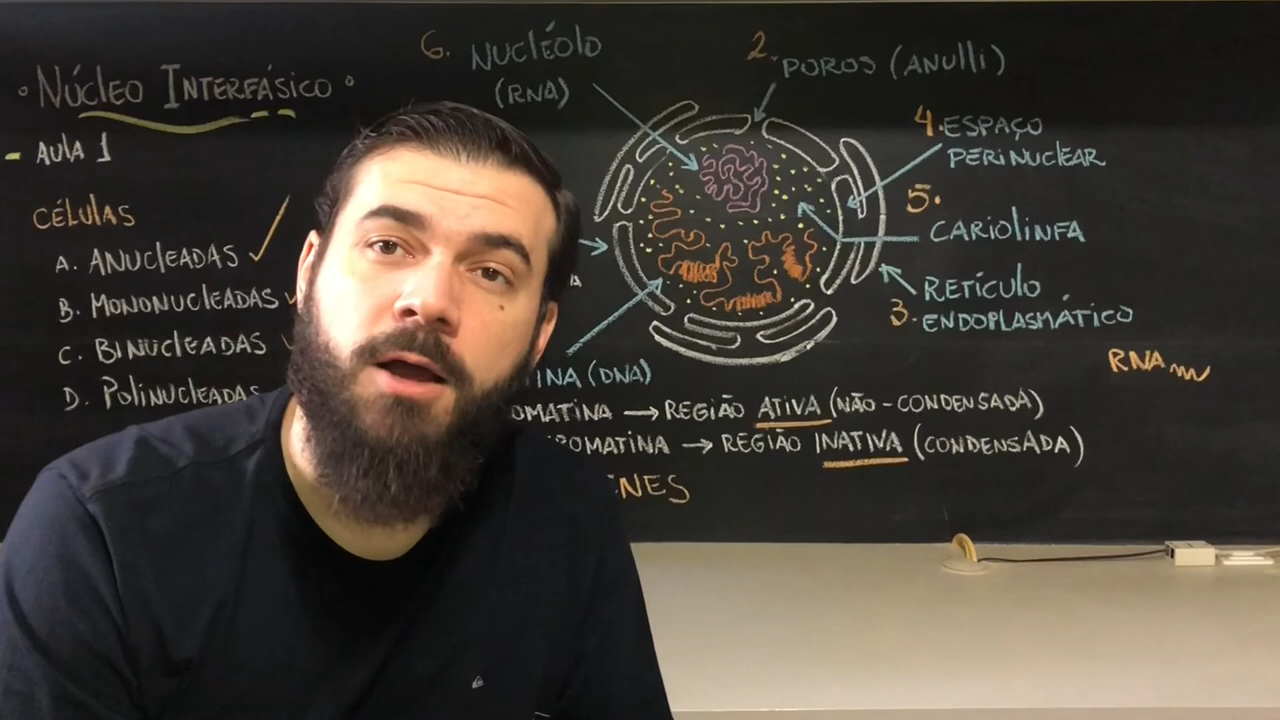 Núcleo Interfásico
- Aula 1
CÉLULAS
A. ANUCLEADAS
B. MONONUCLEADAS
C. BINUCLEADAS
D. POLINUCLEADAS
6. NUCLÉOLO
(RNA)
2. POROS (ANULLI)
4. ESPAÇO
PERINUCLEAR
5.
CARIOLINFA
RETÍCULO
3. ENDOPLASMÁTICO
RNA
INA (DNA)
OMATINA → REGIÃO ATIVA (NÃO-CONDENSADA)
ROMATINA → REGIÃO INATIVA (CONDENSADA)
ENES